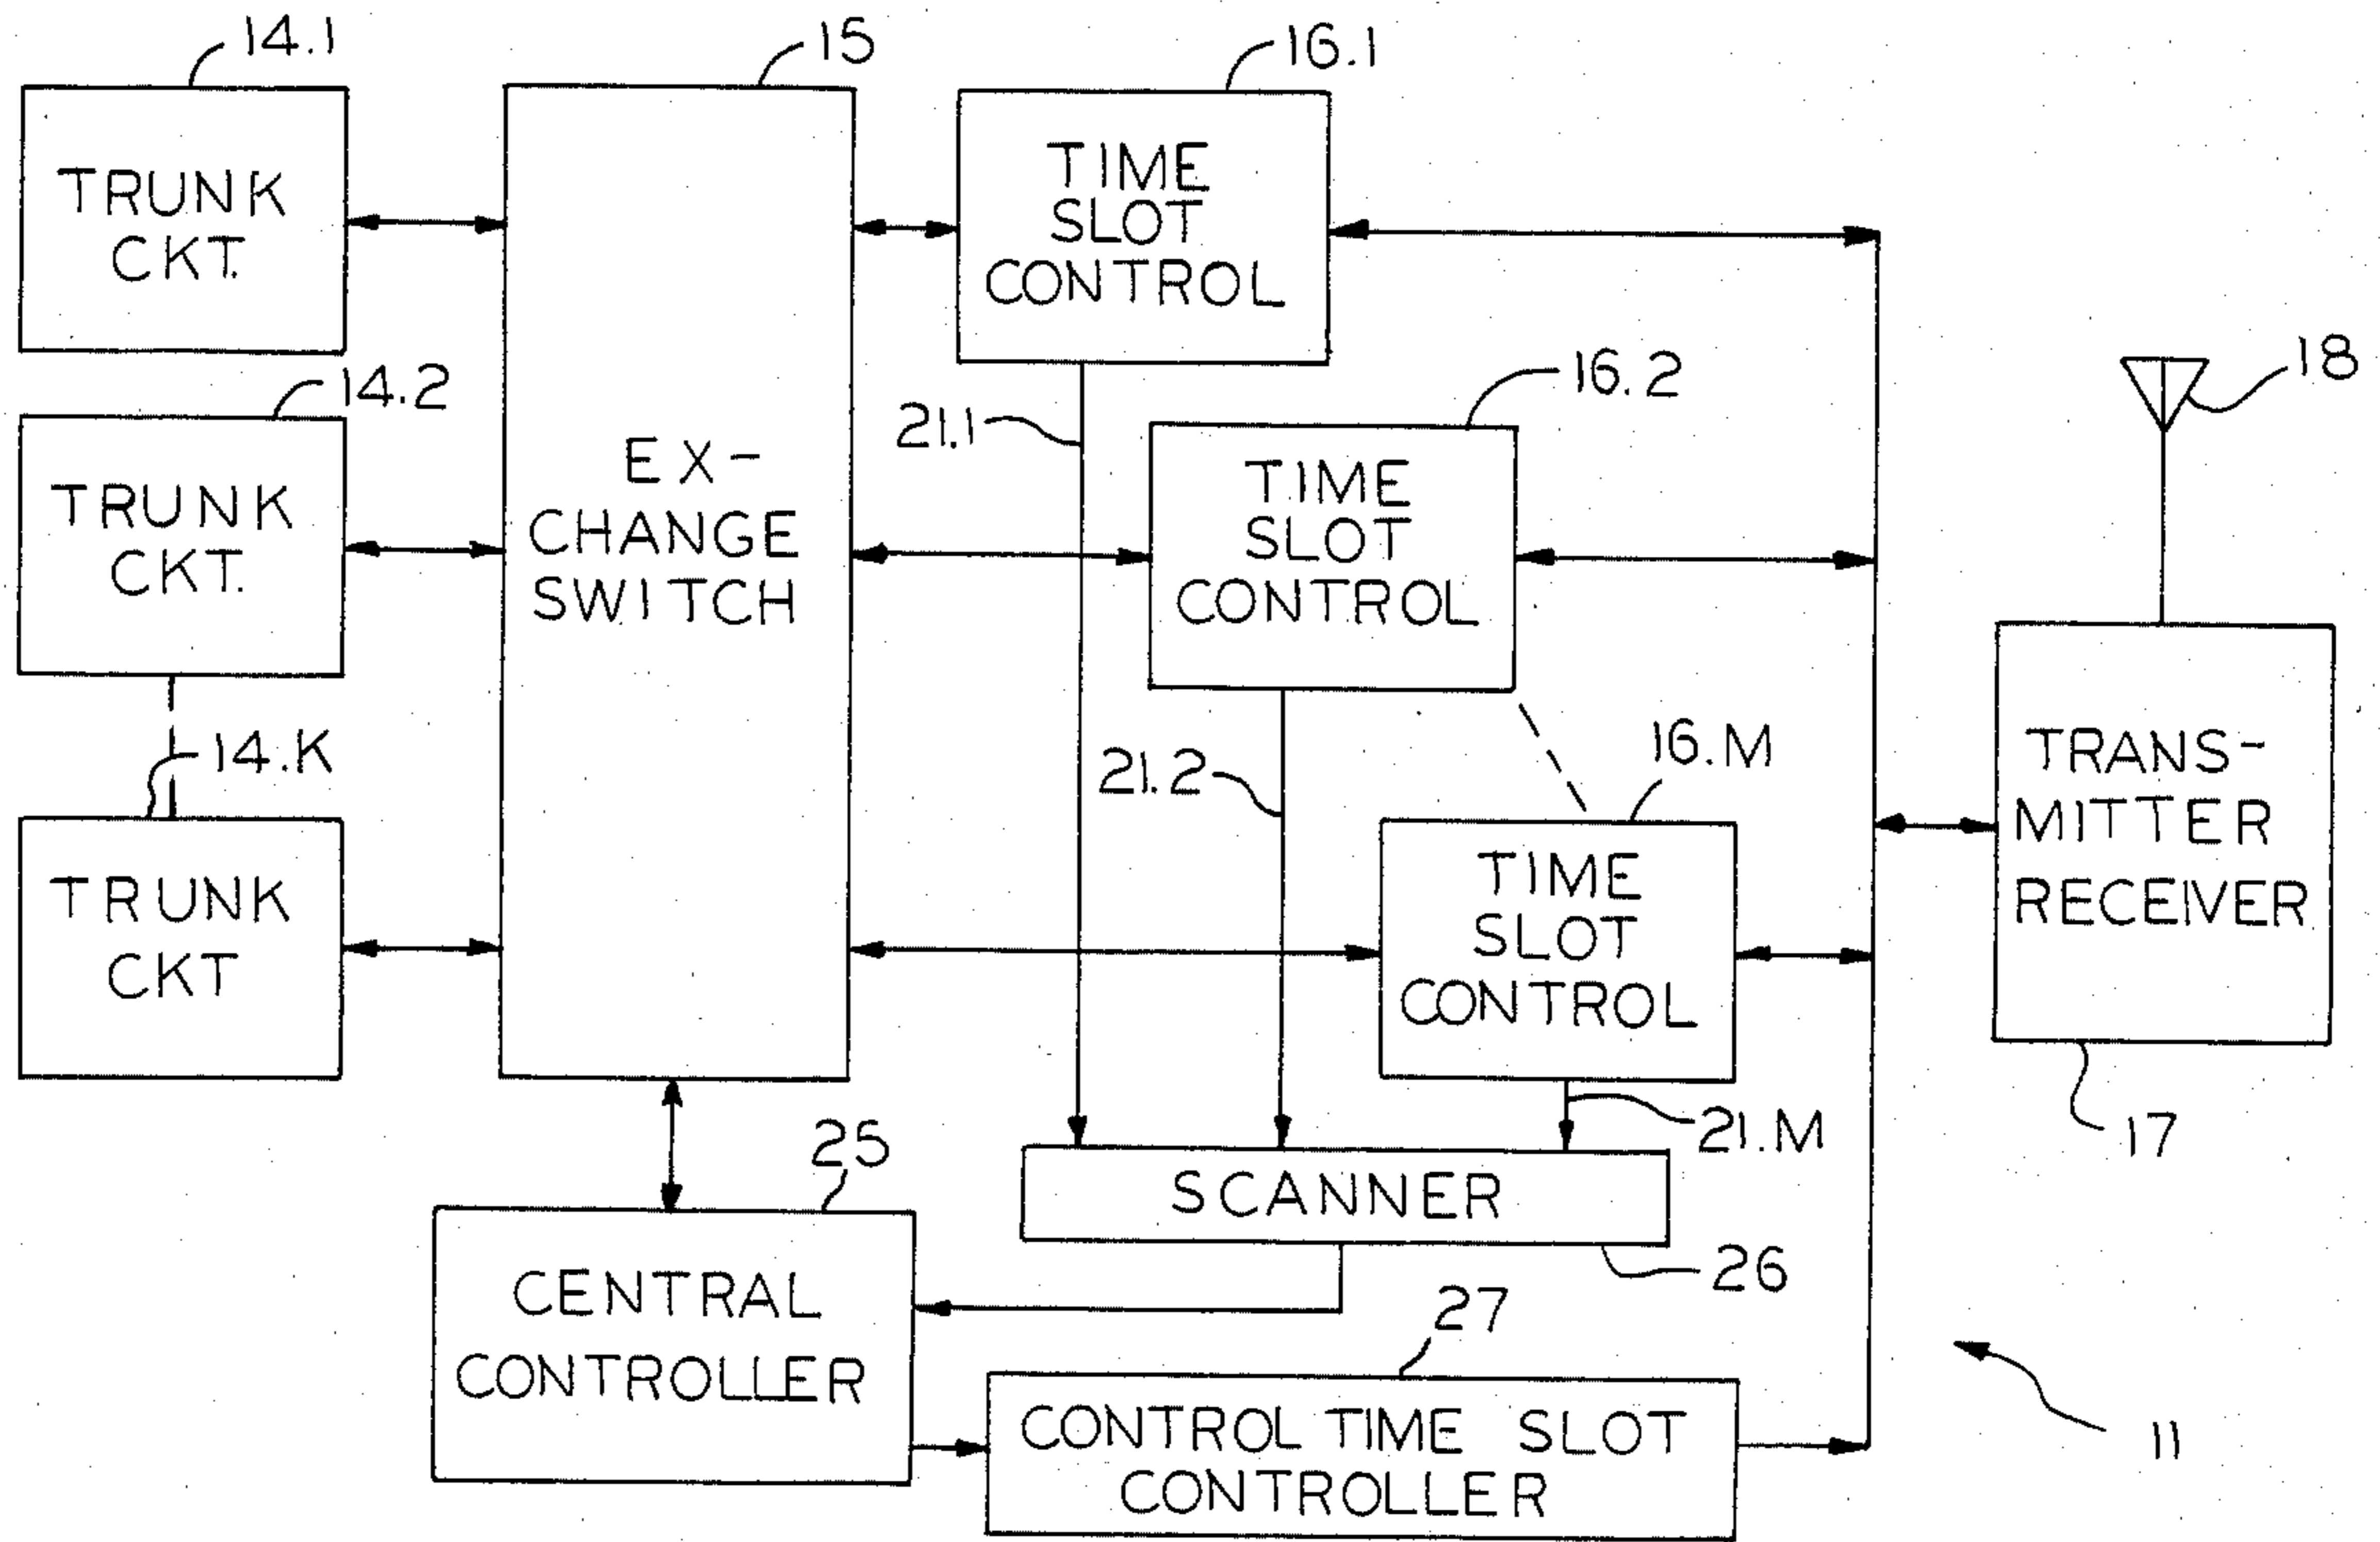 14.1
15
16.1
TRUNK
CKT.
TIME
SLOT
CONTROL
14.2
21.1
16.2
18
TRUNK
CKT.
EX-
CHANGE
SWITCH
TIME
SLOT
CONTROL
14.K
21.2
16.M
TRANS-
MITTER
RECEIVER
TRUNK
CKT
TIME
SLOT
CONTROL
25
21.M
17
SCANNER
26
CENTRAL
CONTROLLER
27
CONTROL TIME SLOT
CONTROLLER
11